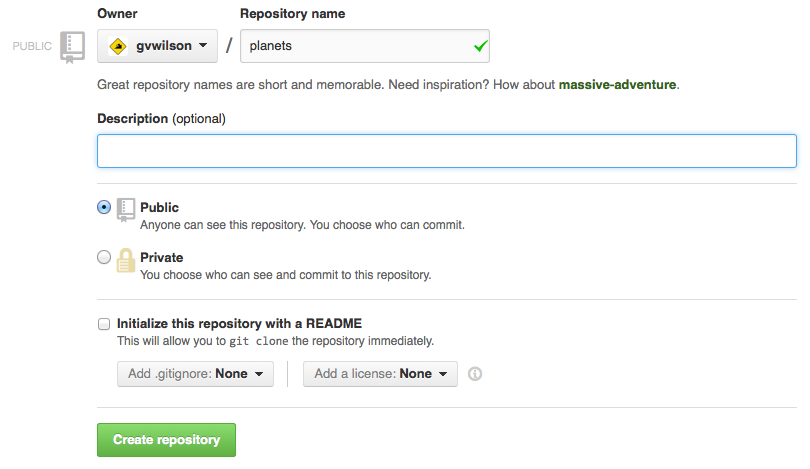 Owner Repository name
PUBLIC gvwilson / planets
Great repository names are short and memorable. Need inspiration? How about massive-adventure.
Description (optional)
Public
Anyone can see this repository. You choose who can commit.
Private
You choose who can see and commit to this repository.
Initialize this repository with a README
This will allow you to git clone the repository immediately.
Add .gitignore: None Add a license: None
Create repository